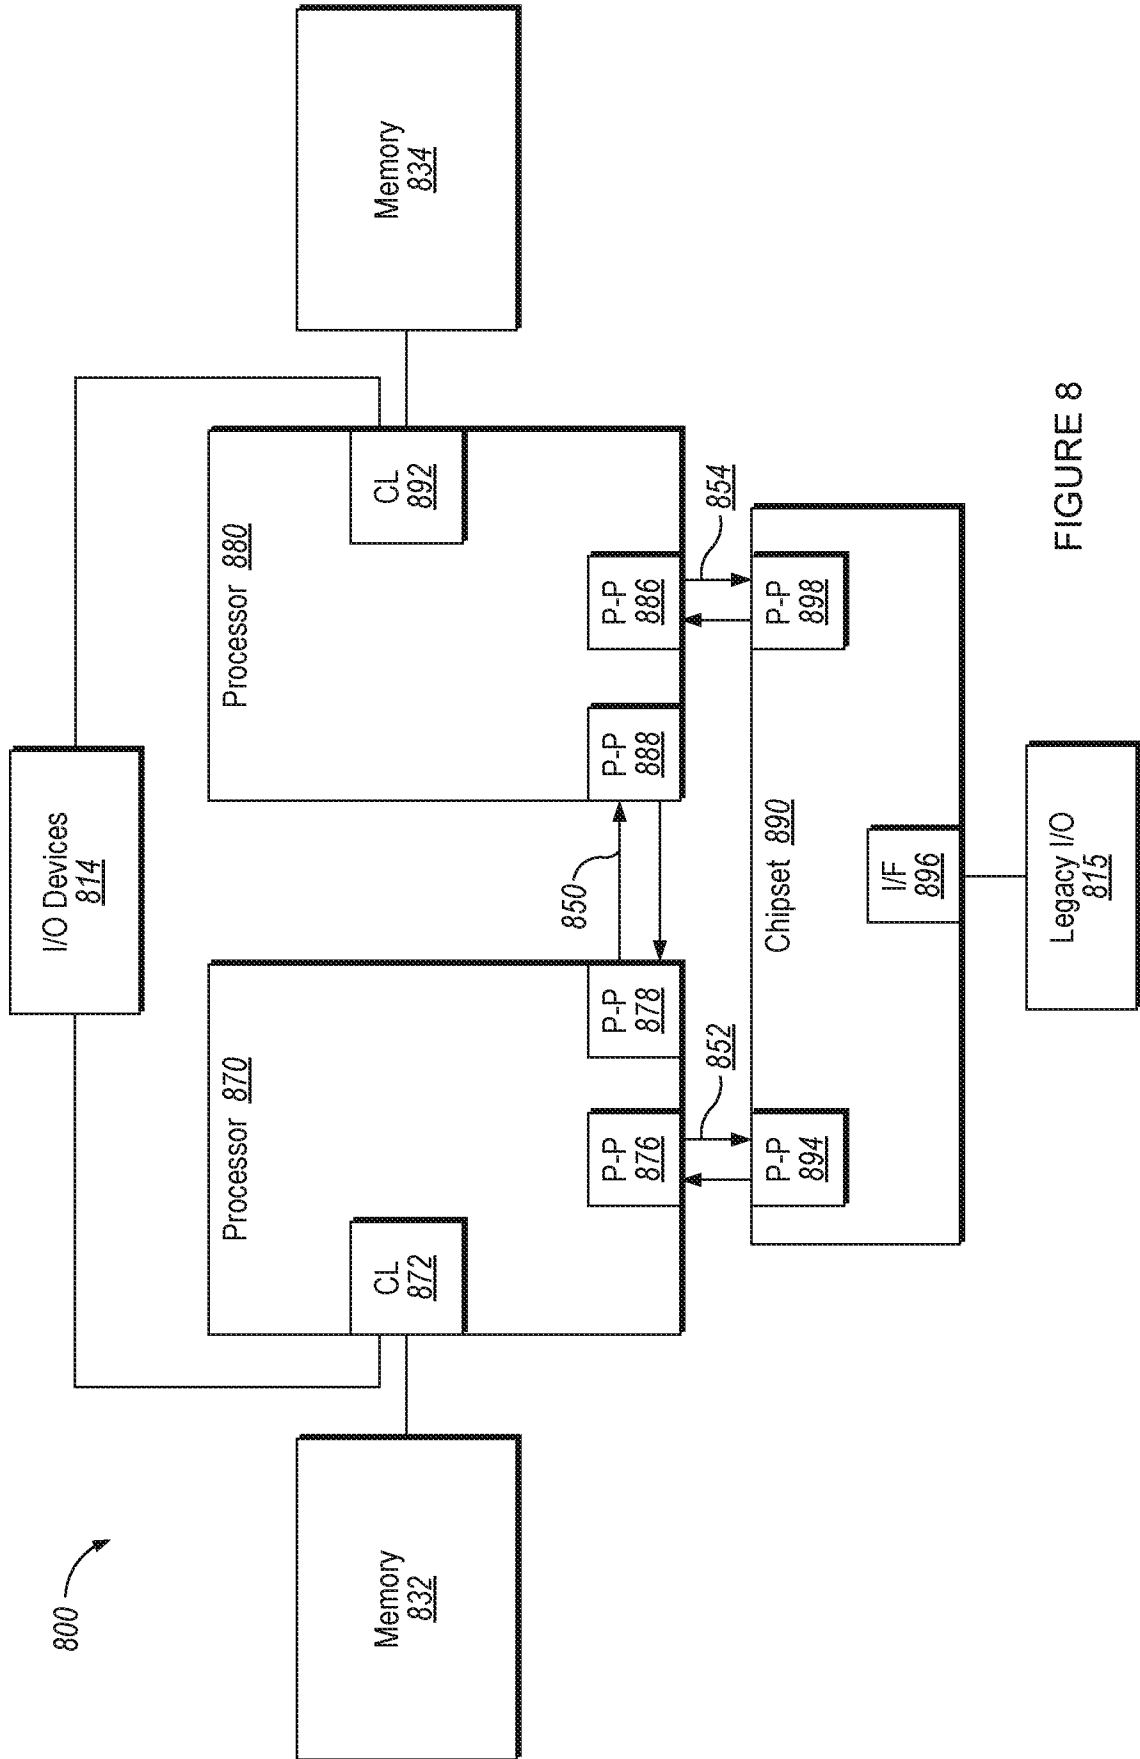 800
I/O Devices
814
Memory
832
Processor 870
CL
872
P-P
876
P-P
878
850
Processor 880
CL
892
P-P
888
P-P
886
Memory
834
852
854
Chipset 890
P-P
894
P-P
898
I/F
896
Legacy I/O
815
FIGURE 8